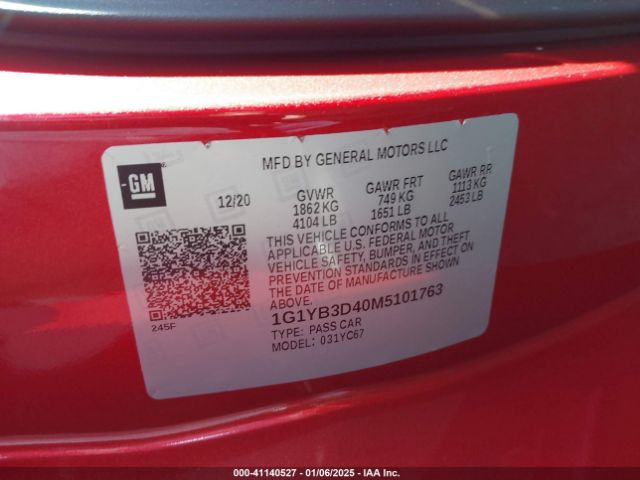 MFD BY GENERAL MOTORS LLC
GM
12/20
GVWR GAWR FRT GAWR RR
1862 KG 749 KG 1113 KG
4104 LB 1651 LB 2453 LB
THIS VEHICLE CONFORMS TO ALL
APPLICABLE U.S. FEDERAL MOTOR
VEHICLE SAFETY, BUMPER, AND THEFT
PREVENTION STANDARDS IN EFFECT ON
THE DATE OF MANUFACTURE SHOWN
ABOVE.
245F
1G1YB3D40M5101763
TYPE: PASS CAR
MODEL: 031YC67
000-41140527 - 01/06/2025 - IAA Inc.